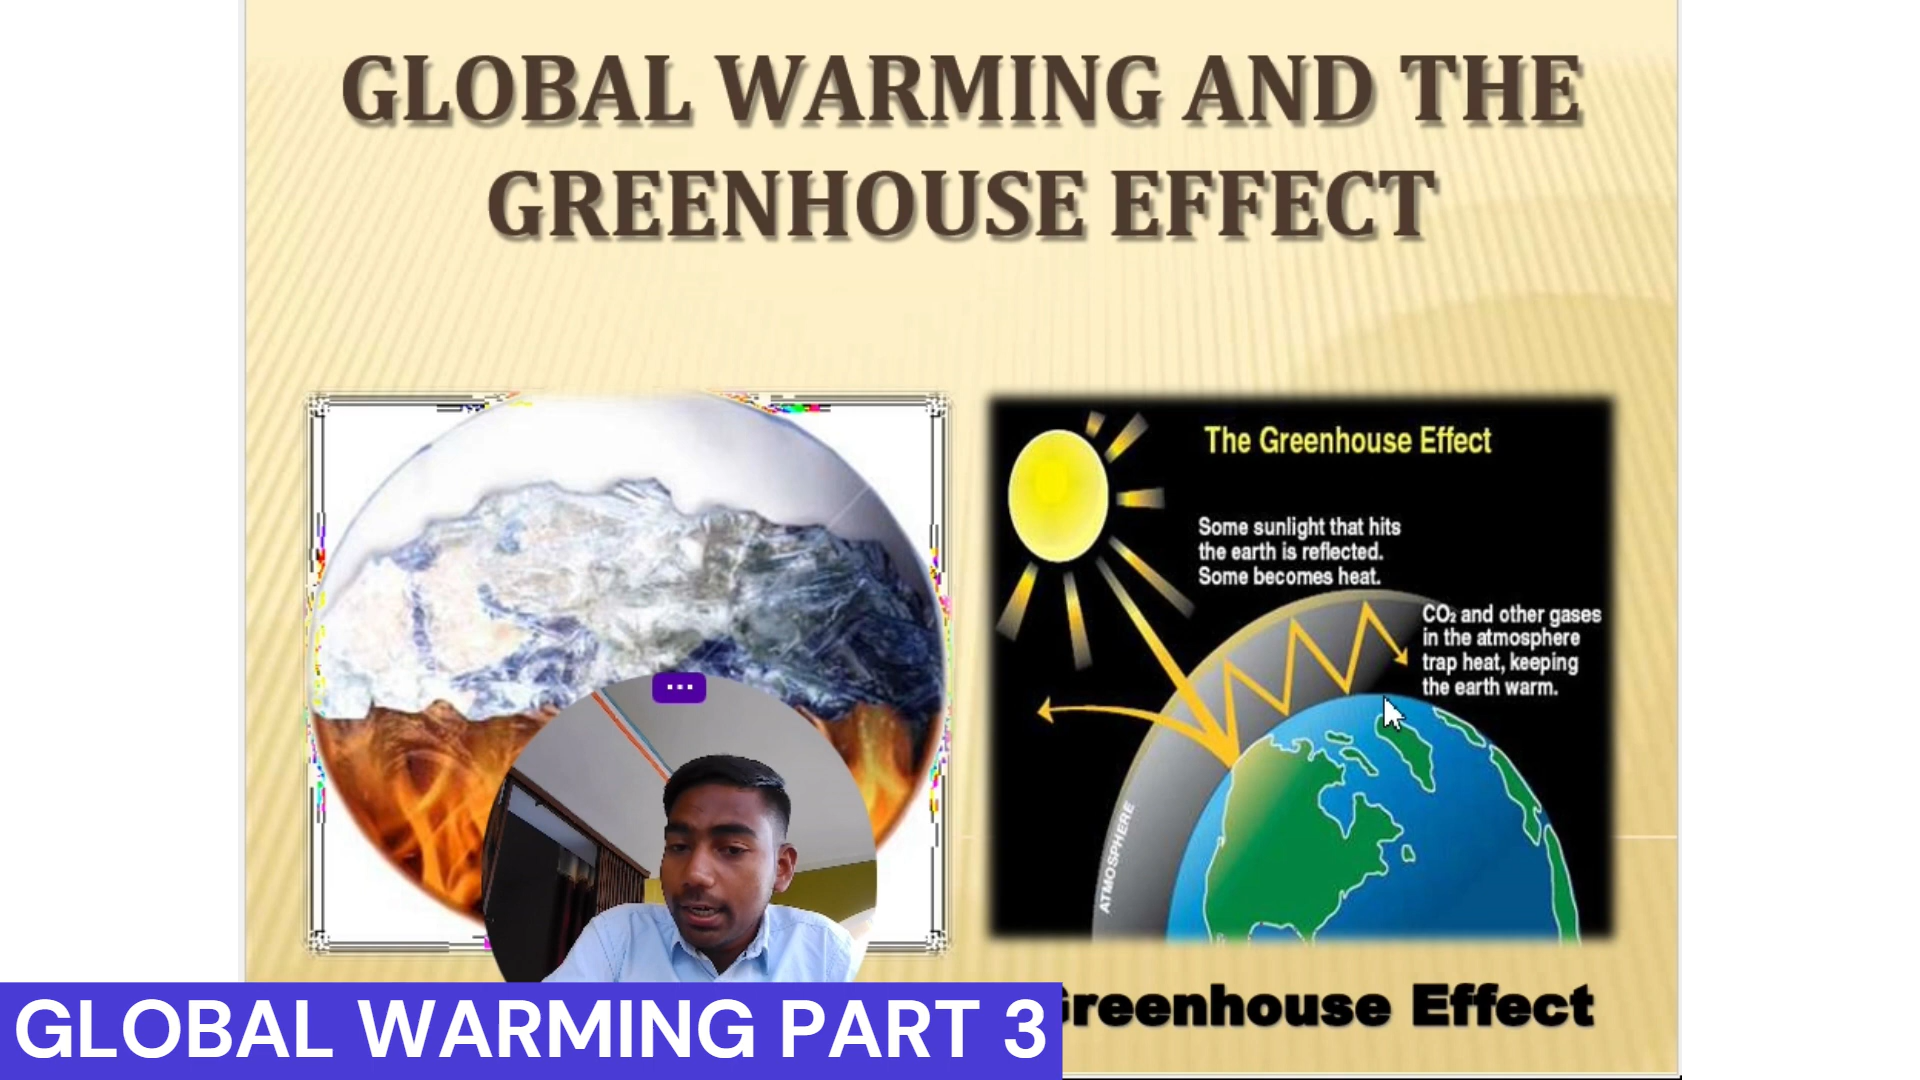 GLOBAL WARMING AND THE
GREENHOUSE EFFECT
The Greenhouse Effect
Some sunlight that hits
the earth is reflected.
Some becomes heat.
CO₂ and other gases
in the atmosphere
trap heat, keeping
the earth warm.
ATMOSPHERE
Greenhouse Effect
GLOBAL WARMING PART 3